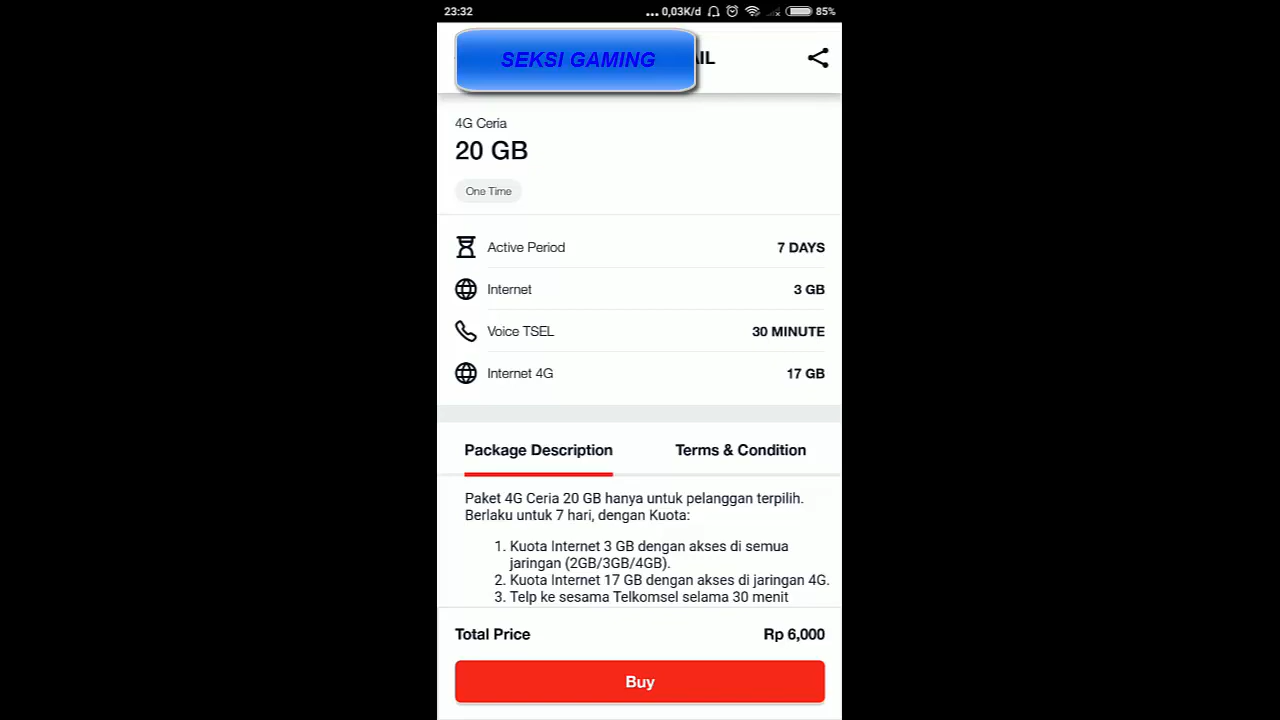 23:32
... 0,03K/d
85%
SEKSI GAMING
AIL
4G Ceria
20 GB
One Time
Active Period 7 DAYS
Internet 3 GB
Voice TSEL 30 MINUTE
Internet 4G 17 GB
Package Description Terms & Condition
Paket 4G Ceria 20 GB hanya untuk pelanggan terpilih.
Berlaku untuk 7 hari, dengan Kuota:
1. Kuota Internet 3 GB dengan akses di semua
jaringan (2GB/3GB/4GB).
2. Kuota Internet 17 GB dengan akses di jaringan 4G.
3. Telp ke sesama Telkomsel selama 30 menit
Total Price Rp 6,000
Buy